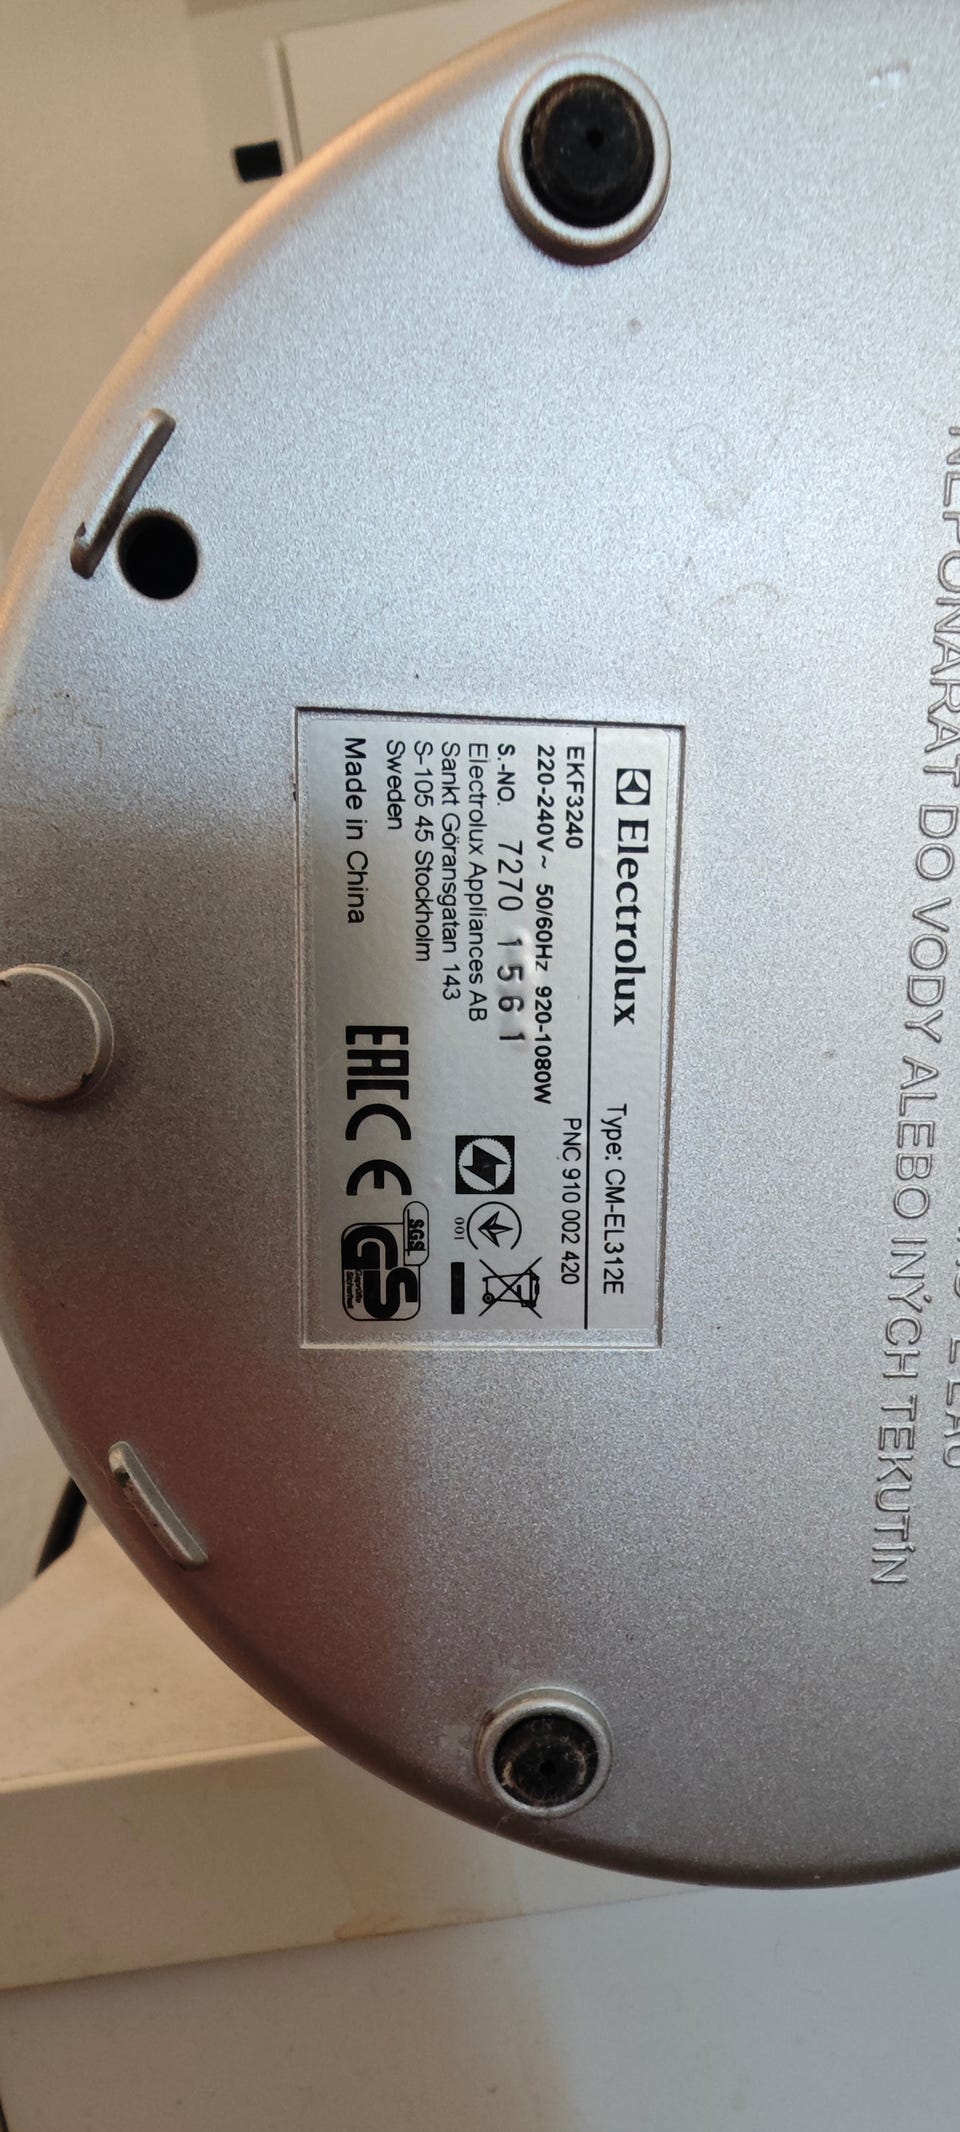 Electrolux Type: CM-EL312E
EKF3240 PNC 910 002 420
220-240V~ 50/60Hz 920-1080W
S.-NO. 7270 1561
Electrolux Appliances AB
Sankt Göransgatan 143
S-105 45 Stockholm
Sweden
Made in China
001
EAC CE
SGS
GS
geprüfte
Sicherheit
NEPONÁRAŤ DO VODY ALEBO INÝCH TEKUTÍN